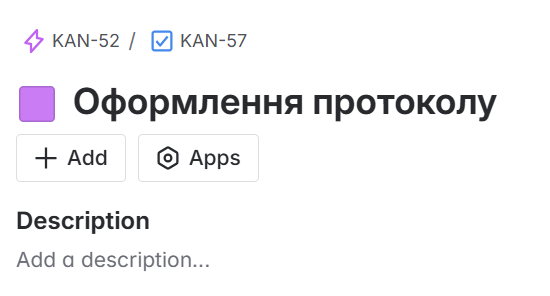 KAN-52 / KAN-57
Оформлення протоколу
Add Apps
Description
Add a description...